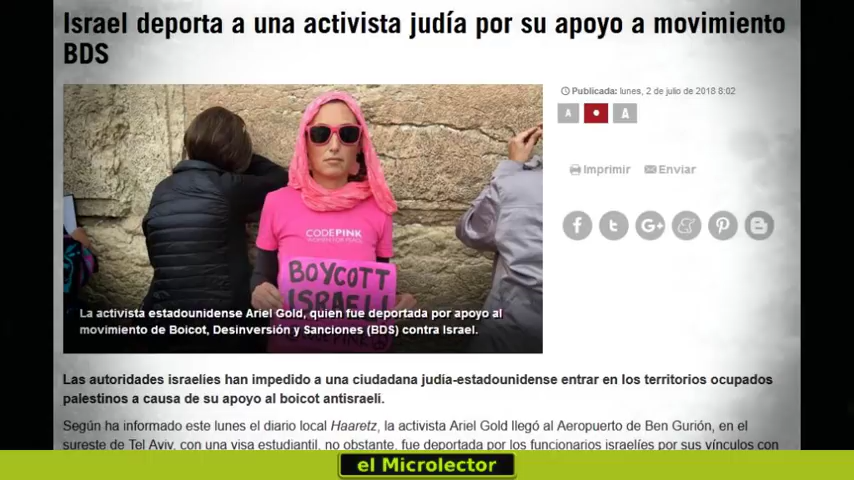 Israel deporta a una activista judía por su apoyo a movimiento
BDS
Publicada: lunes, 2 de julio de 2018 8:02
A A
Imprimir Enviar
CODEPINK
WOMEN FOR PEACE
BOYCOTT
ISRAEL
CODEPINK
La activista estadounidense Ariel Gold, quien fue deportada por apoyo al
movimiento de Boicot, Desinversión y Sanciones (BDS) contra Israel.
Las autoridades israelíes han impedido a una ciudadana judía-estadounidense entrar en los territorios ocupados
palestinos a causa de su apoyo al boicot antisraelí.
Según ha informado este lunes el diario local Haaretz, la activista Ariel Gold llegó al Aeropuerto de Ben Gurión, en el
sureste de Tel Aviv, con una visa estudiantil, no obstante, fue deportada por los funcionarios israelíes por sus vínculos con
el Microlector